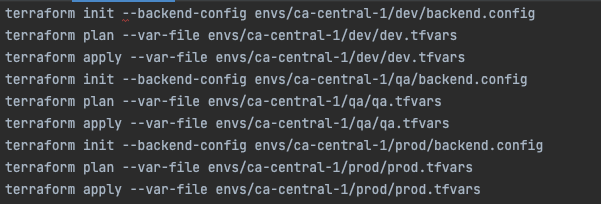 terraform init --backend-config envs/ca-central-1/dev/backend.config
terraform plan --var-file envs/ca-central-1/dev/dev.tfvars
terraform apply --var-file envs/ca-central-1/dev/dev.tfvars
terraform init --backend-config envs/ca-central-1/qa/backend.config
terraform plan --var-file envs/ca-central-1/qa/qa.tfvars
terraform apply --var-file envs/ca-central-1/qa/qa.tfvars
terraform init --backend-config envs/ca-central-1/prod/backend.config
terraform plan --var-file envs/ca-central-1/prod/prod.tfvars
terraform apply --var-file envs/ca-central-1/prod/prod.tfvars